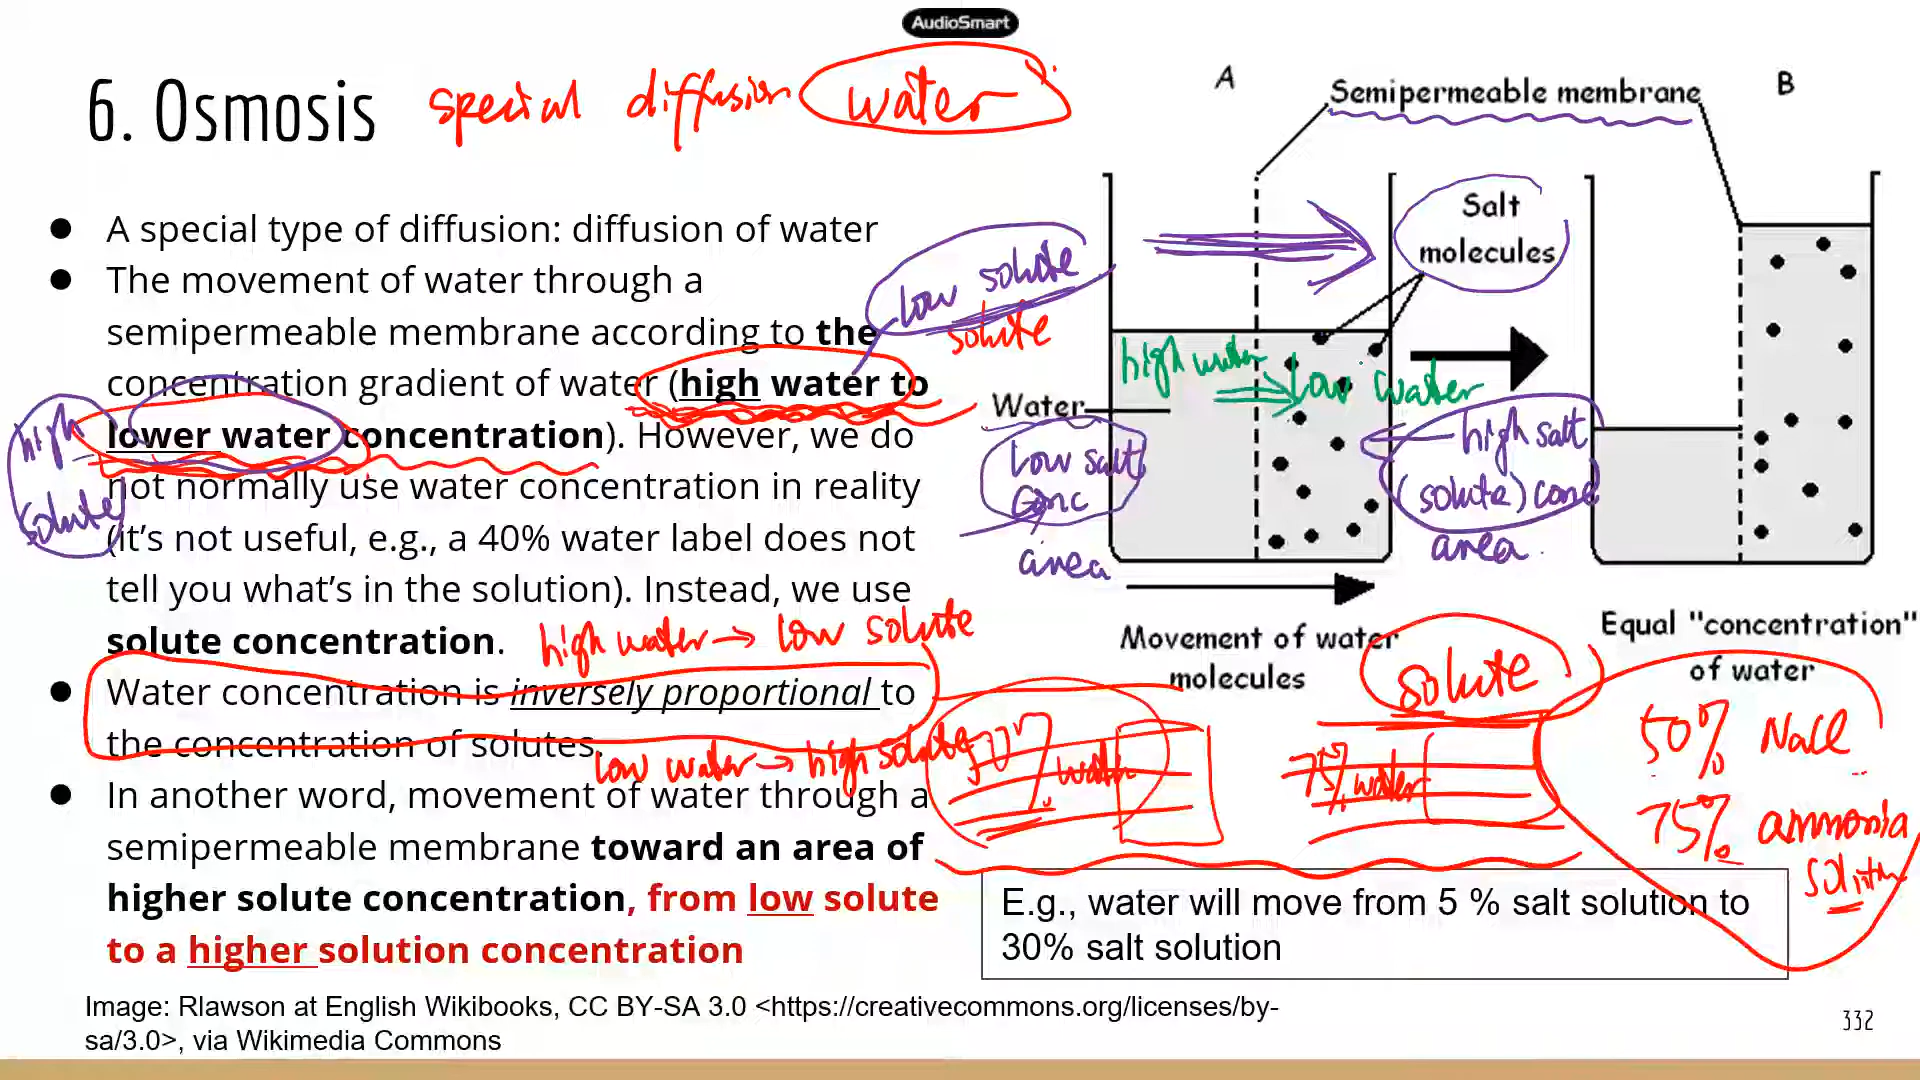 AudioSmart
6. Osmosis
special diffusion water
A
Semipermeable membrane
B
Salt
molecules
● A special type of diffusion: diffusion of water
● The movement of water through a
semipermeable membrane according to the
concentration gradient of water (high water to
lower water concentration). However, we do
not normally use water concentration in reality
(it's not useful, e.g., a 40% water label does not
tell you what's in the solution). Instead, we use
solute concentration.
high water → low solute
● Water concentration is inversely proportional to
the concentration of solutes.
low water → high solute
● In another word, movement of water through a
semipermeable membrane toward an area of
higher solute concentration, from low solute
to a higher solution concentration
low solute
solute
high
solute
high water
low water
Water
low salt
conc
area
high salt
(solute) conc
area
Movement of water
molecules
Equal "concentration"
of water
solute
water
75% water
50% NaCl
75% ammonia
E.g., water will move from 5 % salt solution to
30% salt solution
Image: Rlawson at English Wikibooks, CC BY-SA 3.0 <https://creativecommons.org/licenses/by-
sa/3.0>, via Wikimedia Commons
332